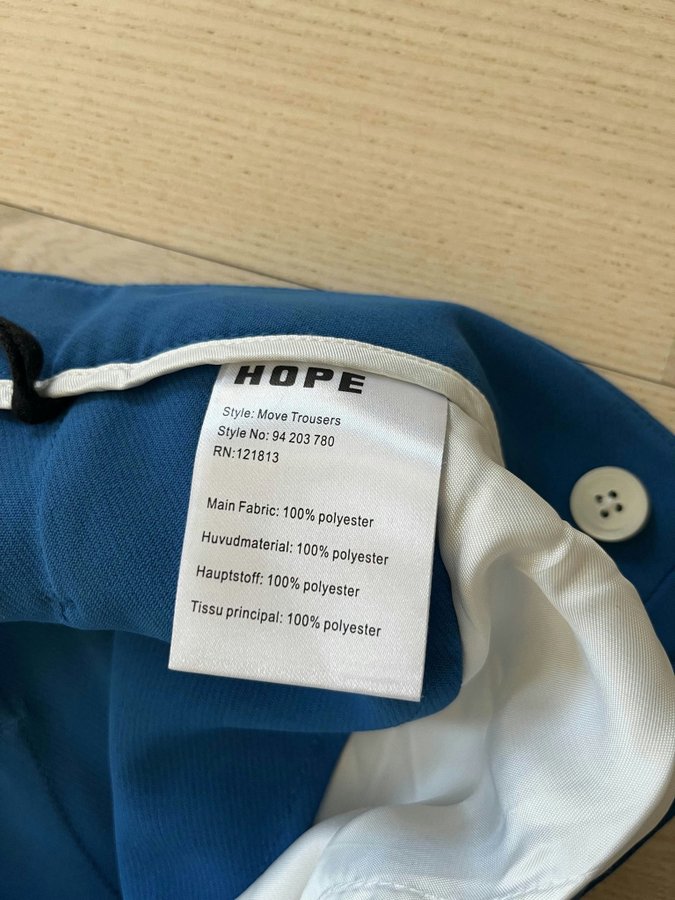 HOPE
Style: Move Trousers
Style No: 94 203 780
RN:121813
Main Fabric: 100% polyester
Huvudmaterial: 100% polyester
Hauptstoff: 100% polyester
Tissu principal: 100% polyester